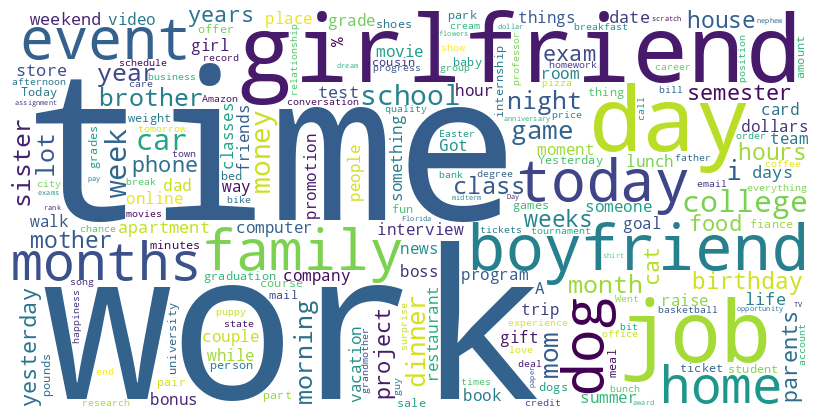 weekend
video
years
place
grade
shoes
park
cream
dollar
things
date
scratch
nephew
event
girlfriend
offer
girl
record
%
cousin
movie
baby
flowers
show
group
breakfast
house
position
amount
schedule
store
care
business
year
afternoon
Today
assignment
brother
Amazon
conversation
relationship
dream
progress
test
school
hour
internship
exam
professor
homework
room
career
semester
time
day
weight
tomorrow
quality
night
pizza
price
thing
bill
call
card
dollars
team
order
sister
lot
grades
week
car
town
classes
friends
money
promotion
people
something
Easter
Got
anniversary
game
moment
Yesterday
lunch
father
hours
phone
bed
way
bank
degree
class
Day
midterm
today
i
days
email
coffee
everything
city
exams
pay
break
dad
online
bike
fun
games
weeks
someone
college
walk
rank
movies
chance
apartment
computer
Florida
interview
tickets
tournament
goal
food
fiance
mother
minutes
months
family
news
boyfriend
shirt
song
graduation
course
company
boss
program
A
month
cat
Went
birthday
happiness
mail
trip
raise
basketball
life
TV
opportunity
yesterday
university
puppy
state
couple
while
person
morning
surprise
vacation
grandmother
project
dinner
restaurant
work
experience
gift
love
deal
mom
dog
office
bit
meal
job
parents
account
pounds
end
pair
research
bonus
part
guy
sale
times
book
paper
credit
bunch
award
dogs
summer
ticket
student
home